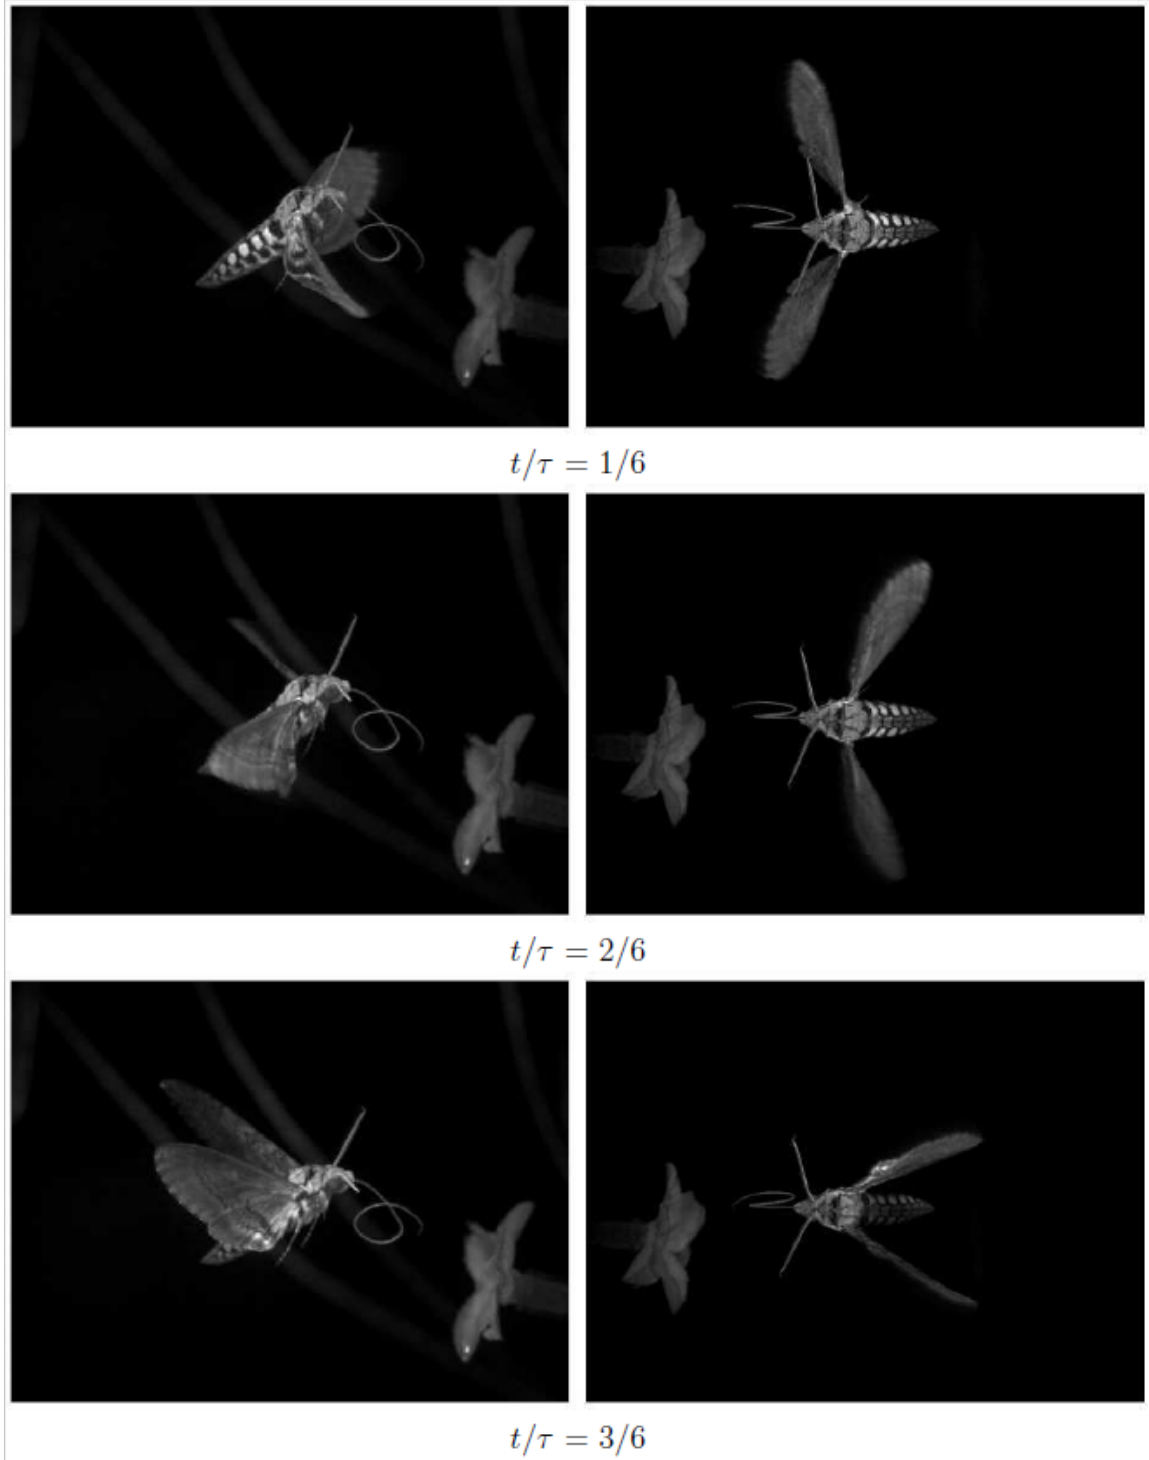 t/τ = 1/6
t/τ = 2/6
t/τ = 3/6